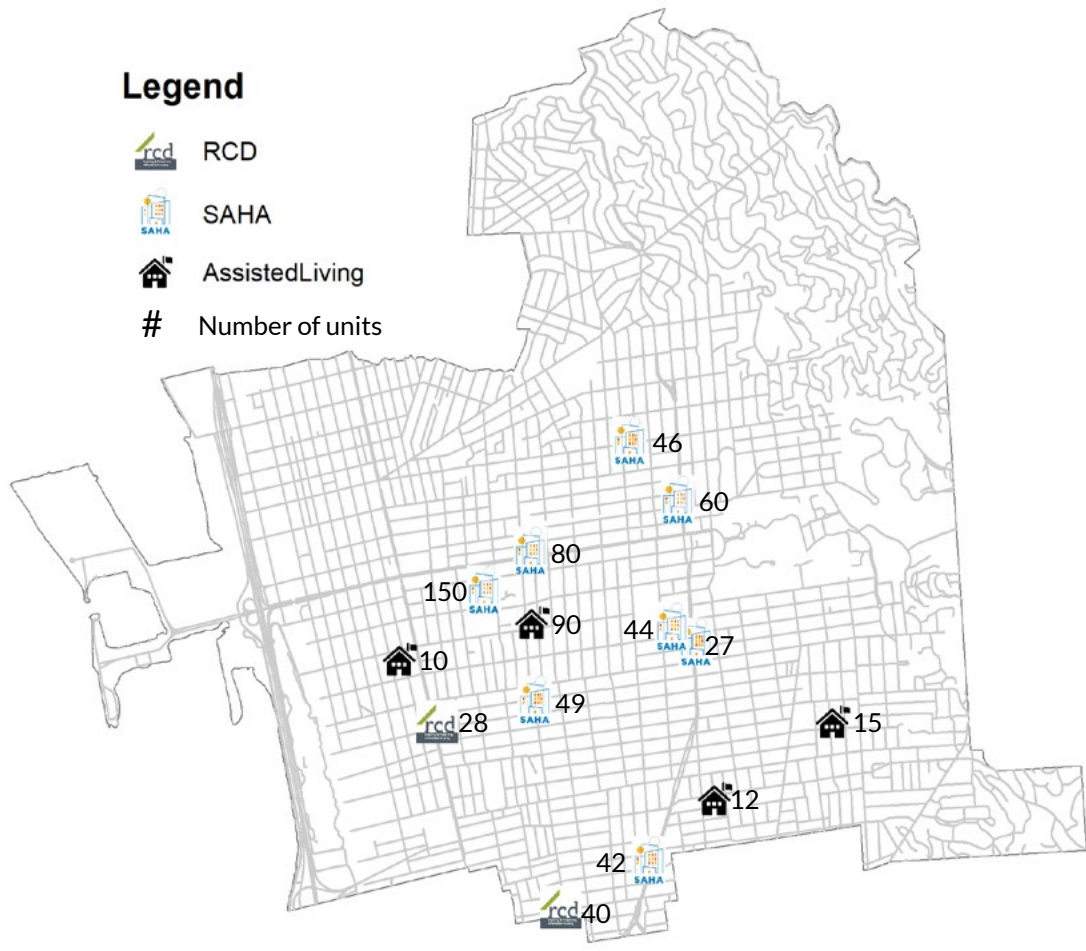 Legend
rcd RCD
SAHA SAHA
AssistedLiving
# Number of units
46
SAHA
60
SAHA
80
SAHA
150
SAHA
90
44
SAHA
27
SAHA
10
49
SAHA
rcd 28
15
12
42
SAHA
rcd 40